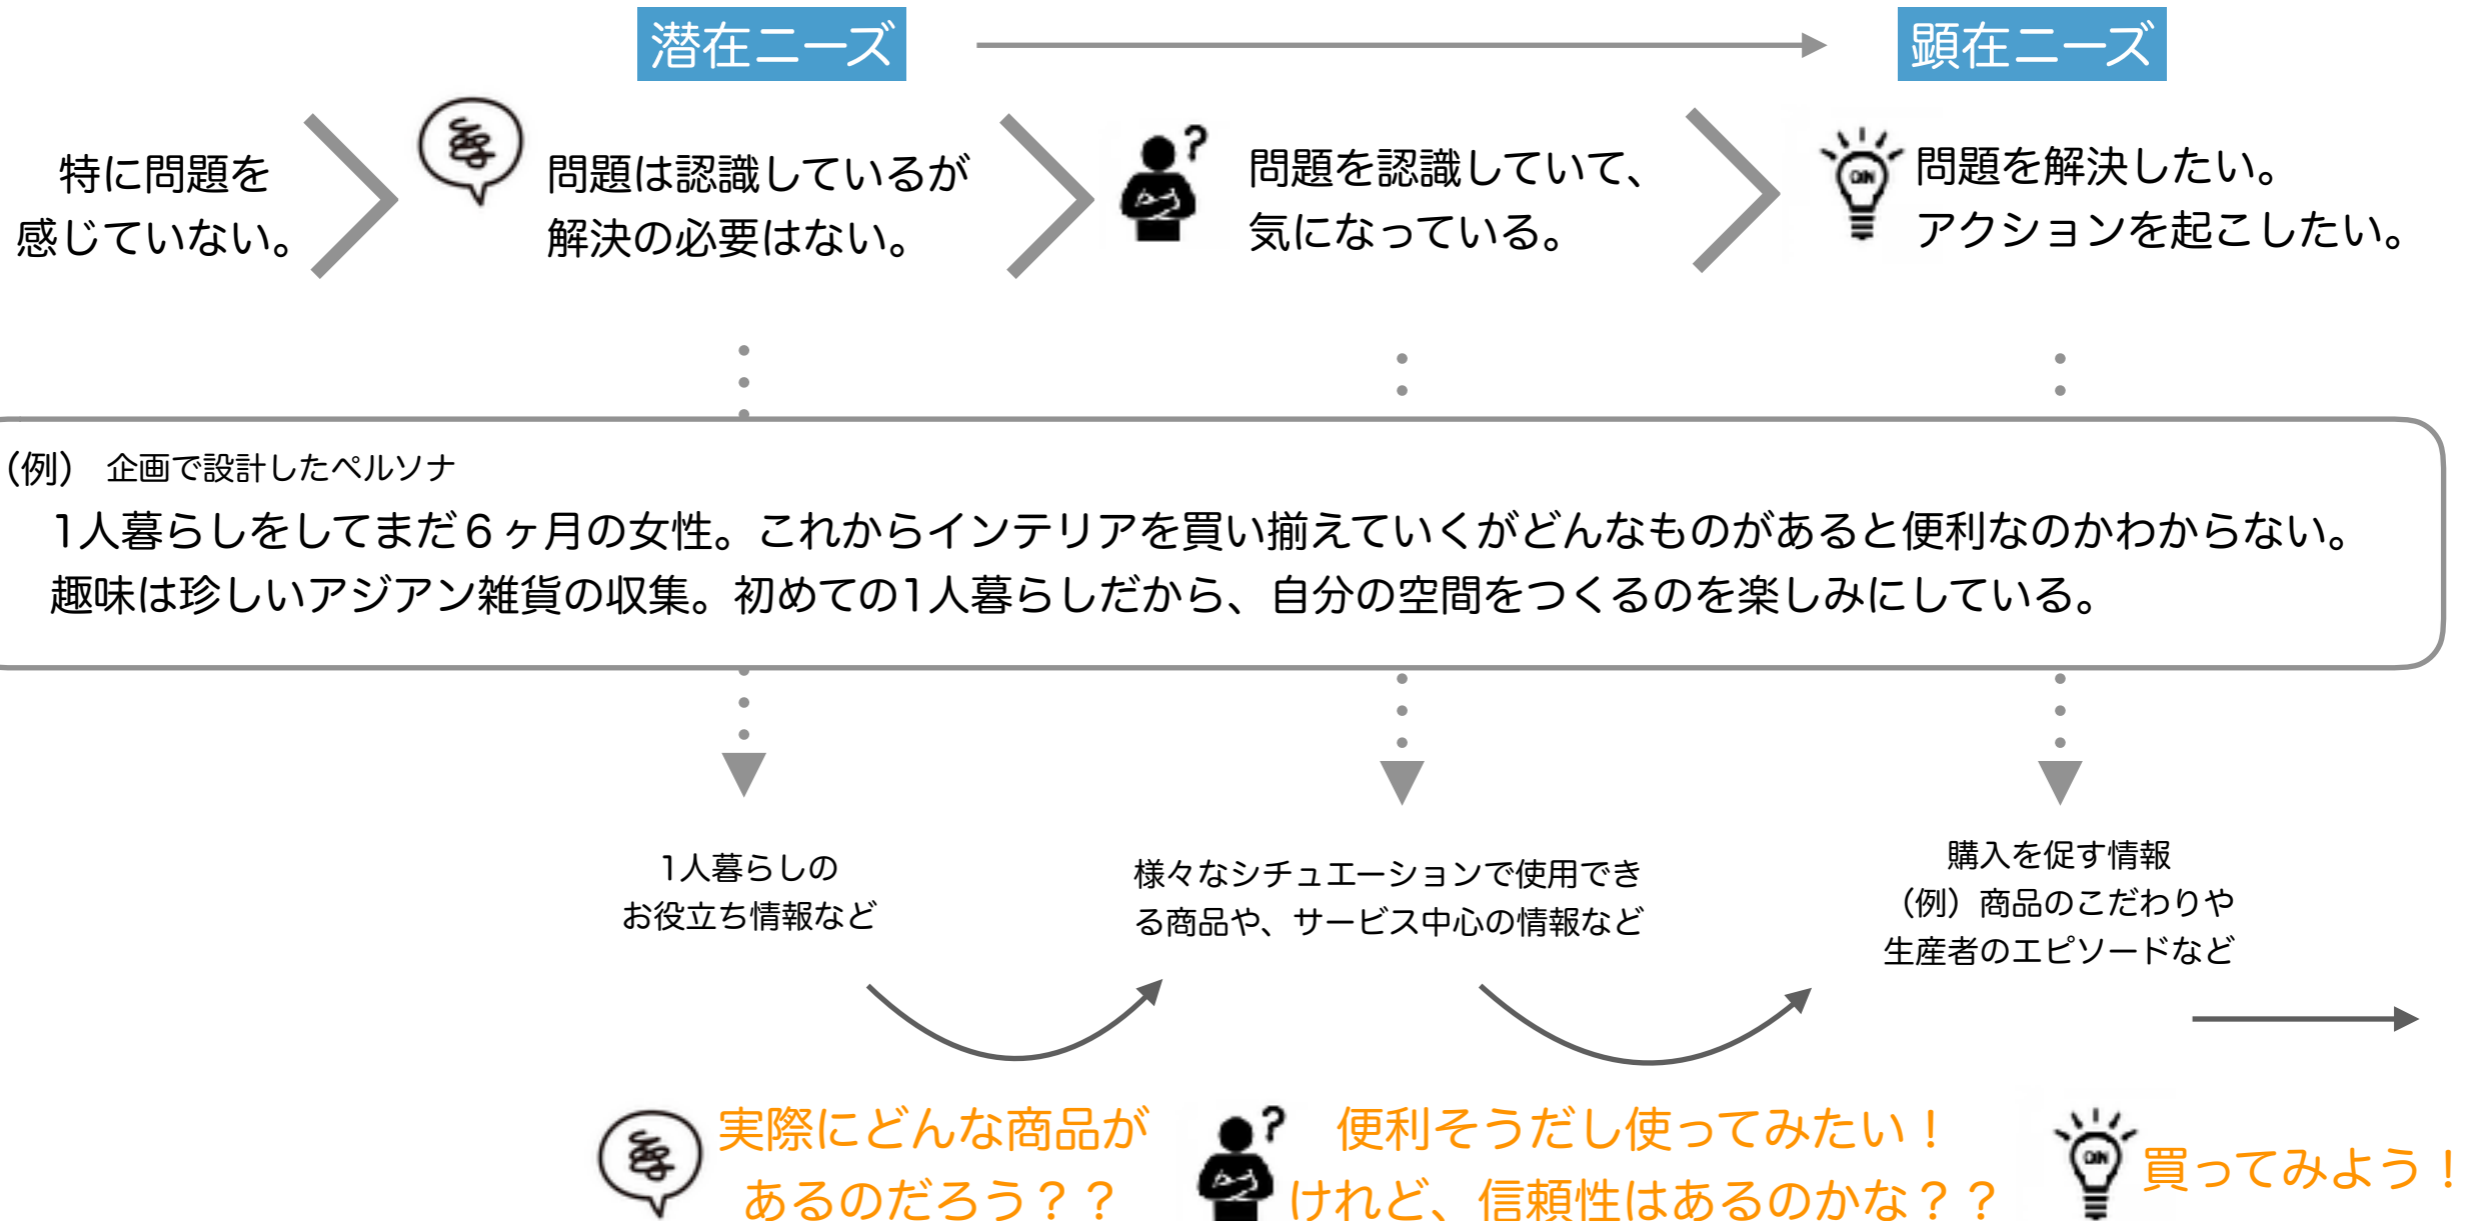 潜在ニーズ
顕在ニーズ
特に問題を
感じていない。
問題は認識しているが
解決の必要はない。
?
問題を認識していて、
気になっている。
ON
問題を解決したい。
アクションを起こしたい。
（例） 企画で設計したペルソナ
1人暮らしをしてまだ６ヶ月の女性。これからインテリアを買い揃えていくがどんなものがあると便利なのかわからない。
趣味は珍しいアジアン雑貨の収集。初めての1人暮らしだから、自分の空間をつくるのを楽しみにしている。
1人暮らしの
お役立ち情報など
様々なシチュエーションで使用でき
る商品や、サービス中心の情報など
購入を促す情報
（例）商品のこだわりや
生産者のエピソードなど
実際にどんな商品が
あるのだろう？？
?
便利そうだし使ってみたい！
けれど、信頼性はあるのかな？？
ON
買ってみよう！